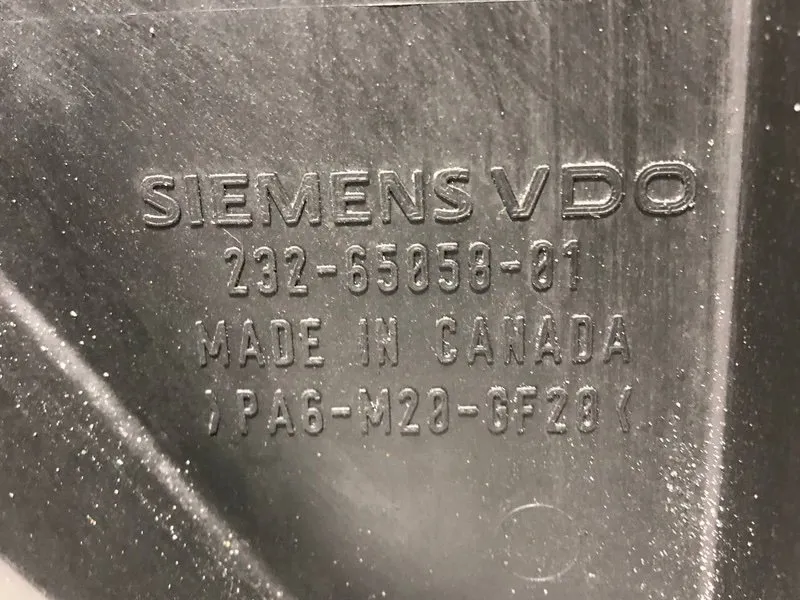 SIEMENS VDO
232-65058-01
MADE IN CANADA
>PA6-M20-GF20<